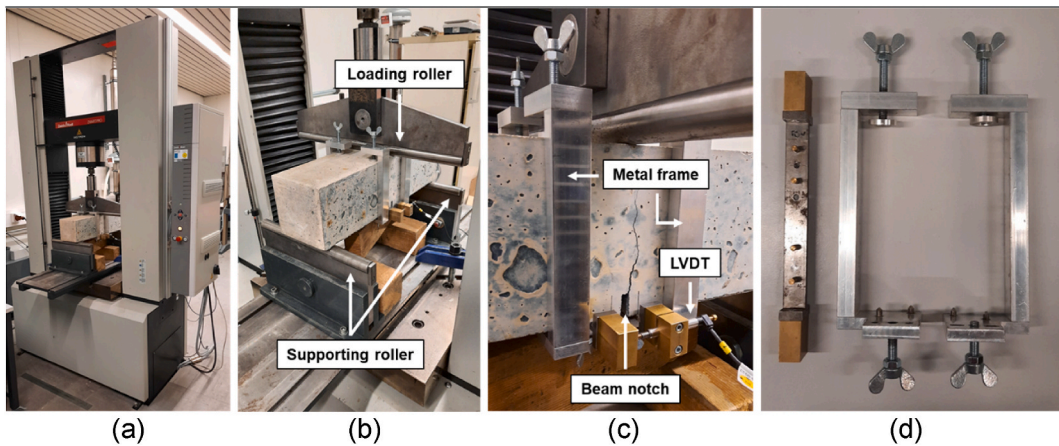 Loading roller
Supporting roller
Metal frame
LVDT
Beam notch
(a)
(b)
(c)
(d)